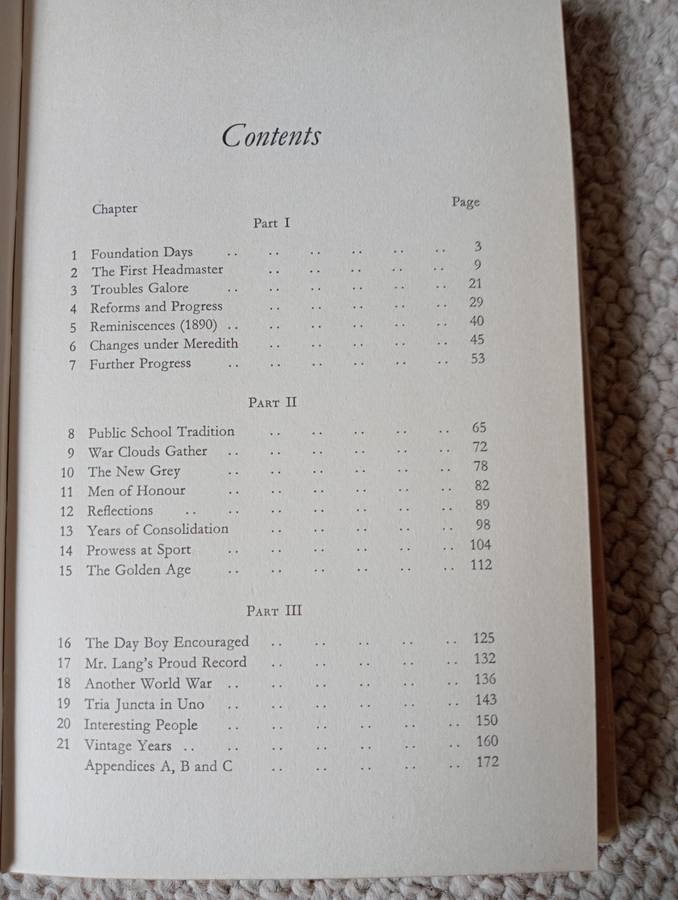 Contents
Chapter Page
Part I
1 Foundation Days .. .. .. .. .. .. 3
2 The First Headmaster .. .. .. .. .. 9
3 Troubles Galore .. .. .. .. .. .. 21
4 Reforms and Progress .. .. .. .. .. 29
5 Reminiscences (1890) .. .. .. .. .. .. 40
6 Changes under Meredith .. .. .. .. .. 45
7 Further Progress .. .. .. .. .. .. 53
Part II
8 Public School Tradition .. .. .. .. .. 65
9 War Clouds Gather .. .. .. .. .. .. 72
10 The New Grey .. .. .. .. .. .. 78
11 Men of Honour .. .. .. .. .. .. 82
12 Reflections .. .. .. .. .. .. .. 89
13 Years of Consolidation .. .. .. .. .. 98
14 Prowess at Sport .. .. .. .. .. .. 104
15 The Golden Age .. .. .. .. .. .. 112
Part III
16 The Day Boy Encouraged .. .. .. .. .. 125
17 Mr. Lang's Proud Record .. .. .. .. .. 132
18 Another World War .. .. .. .. .. .. 136
19 Tria Juncta in Uno .. .. .. .. .. .. 143
20 Interesting People .. .. .. .. .. .. 150
21 Vintage Years .. .. .. .. .. .. .. 160
Appendices A, B and C .. .. .. .. .. 172